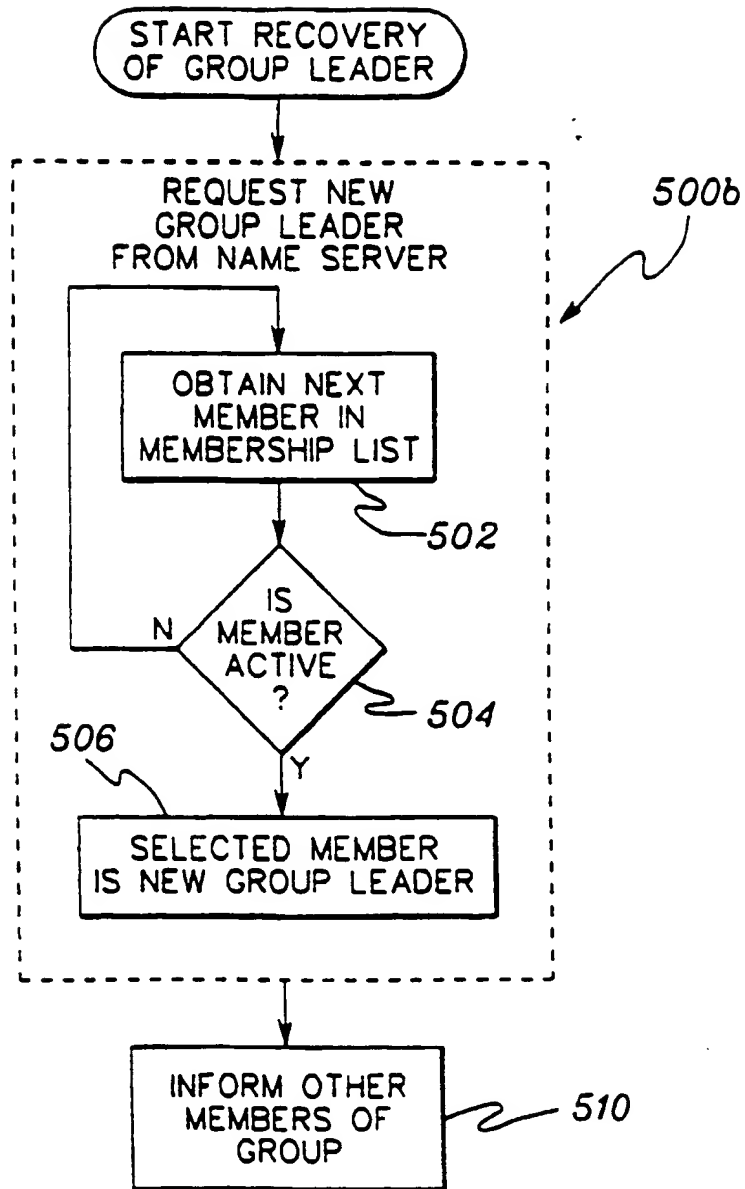 START RECOVERY
OF GROUP LEADER
REQUEST NEW
GROUP LEADER
FROM NAME SERVER
500b
OBTAIN NEXT
MEMBER IN
MEMBERSHIP LIST
502
IS
MEMBER
ACTIVE
?
N
504
Y
506
SELECTED MEMBER
IS NEW GROUP LEADER
INFORM OTHER
MEMBERS OF
GROUP
510